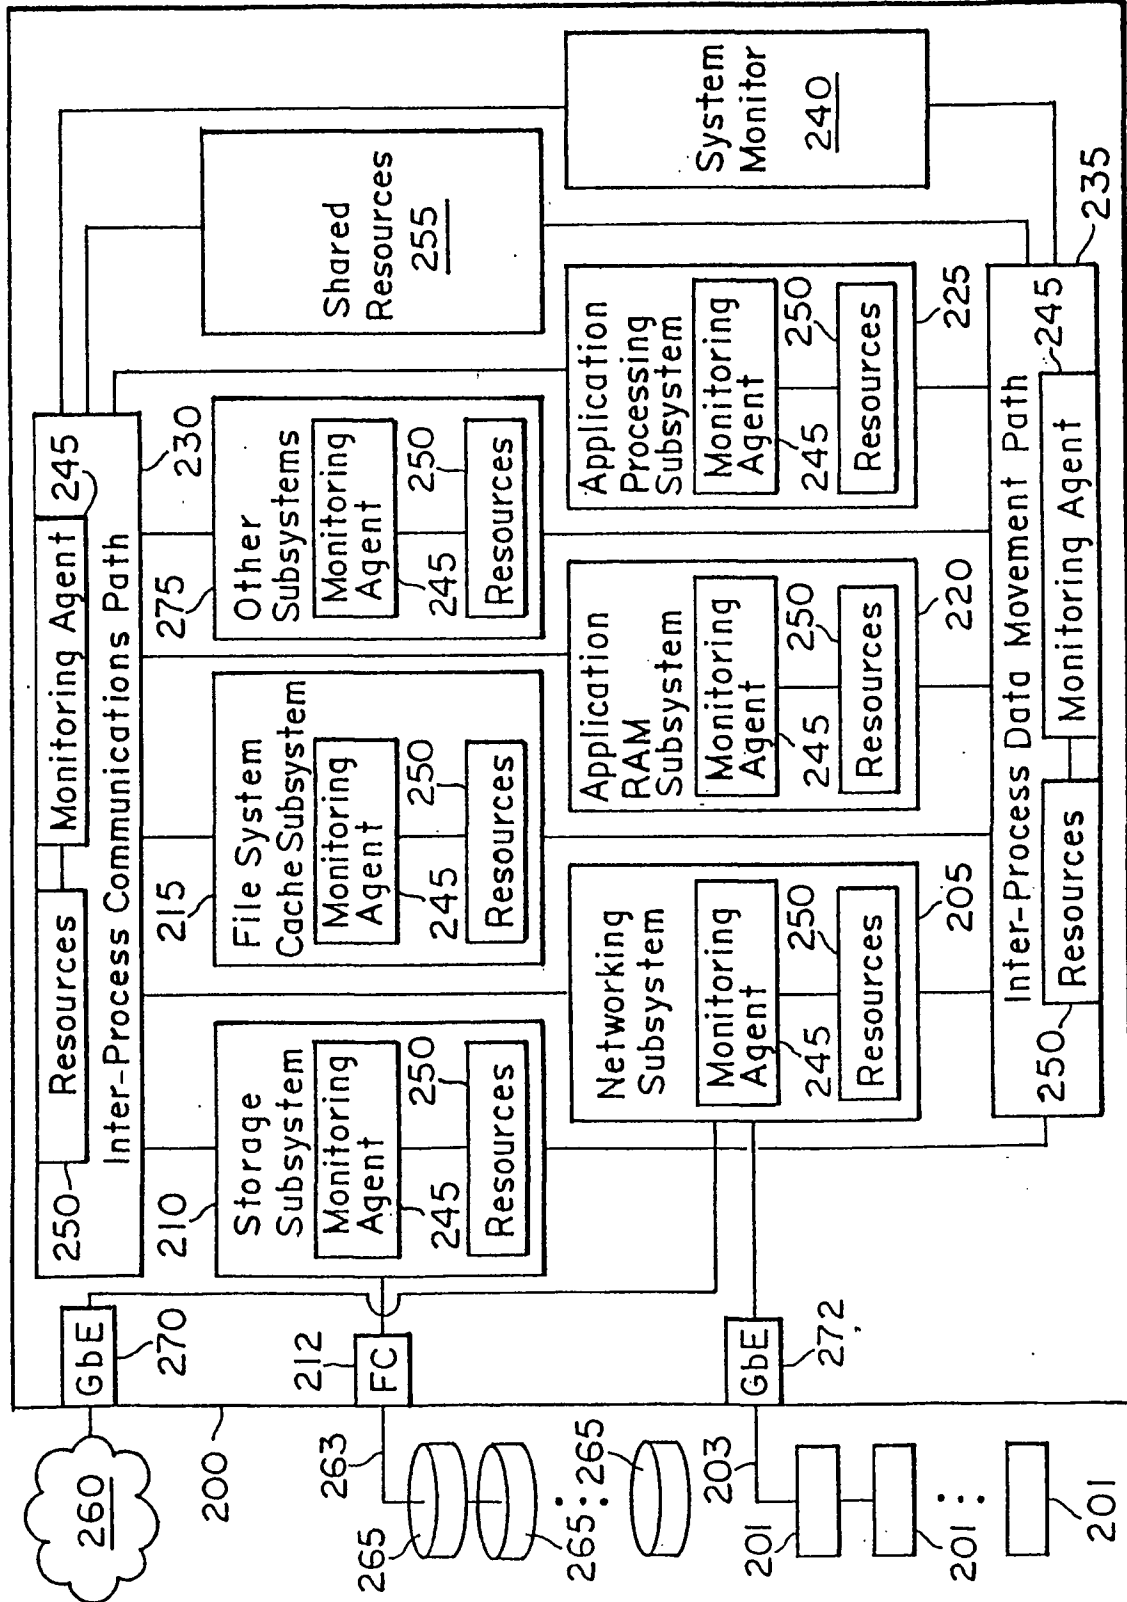 260
GbE
270
200
250
Resources
Monitoring Agent
245
Inter-Process Communications Path
230
265
263
265
265
FC
212
210
Storage
Subsystem
Monitoring
Agent
245
250
Resources
215
File System
Cache Subsystem
Monitoring
Agent
245
250
Resources
275
Other
Subsystems
Monitoring
Agent
245
250
Resources
Shared
Resources
255
201
201
201
203
GbE
272
Networking
Subsystem
Monitoring
Agent
245
250
Resources
205
Application
RAM
Subsystem
Monitoring
Agent
245
250
Resources
220
Application
Processing
Subsystem
Monitoring
Agent
245
250
Resources
225
System
Monitor
240
Inter-Process Data Movement Path
250
Resources
Monitoring Agent
245
235